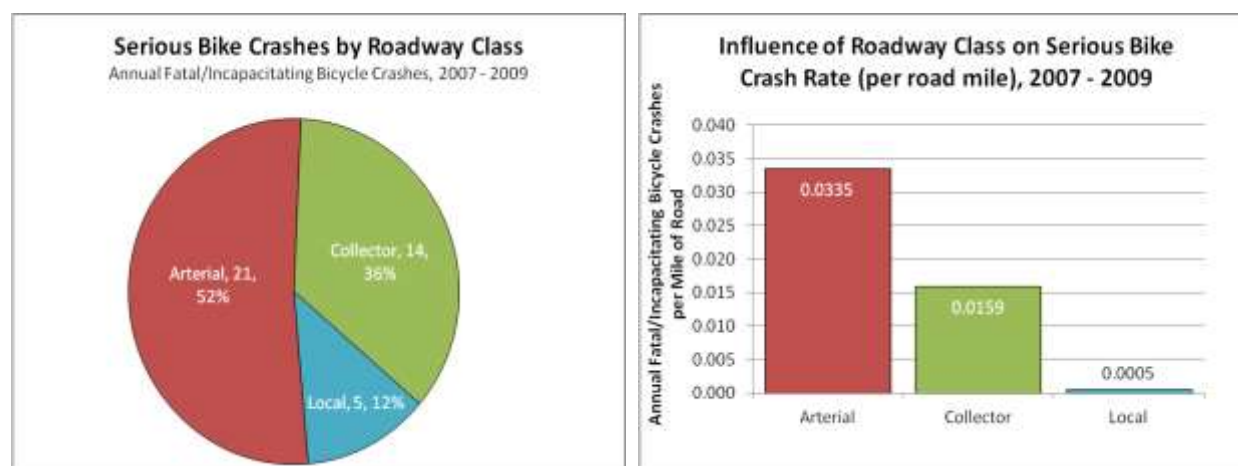 Serious Bike Crashes by Roadway Class
Annual Fatal/Incapacitating Bicycle Crashes, 2007 - 2009
Collector, 14,
36%
Arterial, 21,
52%
Local, 5, 12%
Influence of Roadway Class on Serious Bike
Crash Rate (per road mile), 2007 - 2009
Annual Fatal/Incapacitating Bicycle Crashes
per Mile of Road
0.040
0.035
0.030
0.025
0.020
0.015
0.010
0.005
0.000
0.0335
0.0159
0.0005
Arterial
Collector
Local